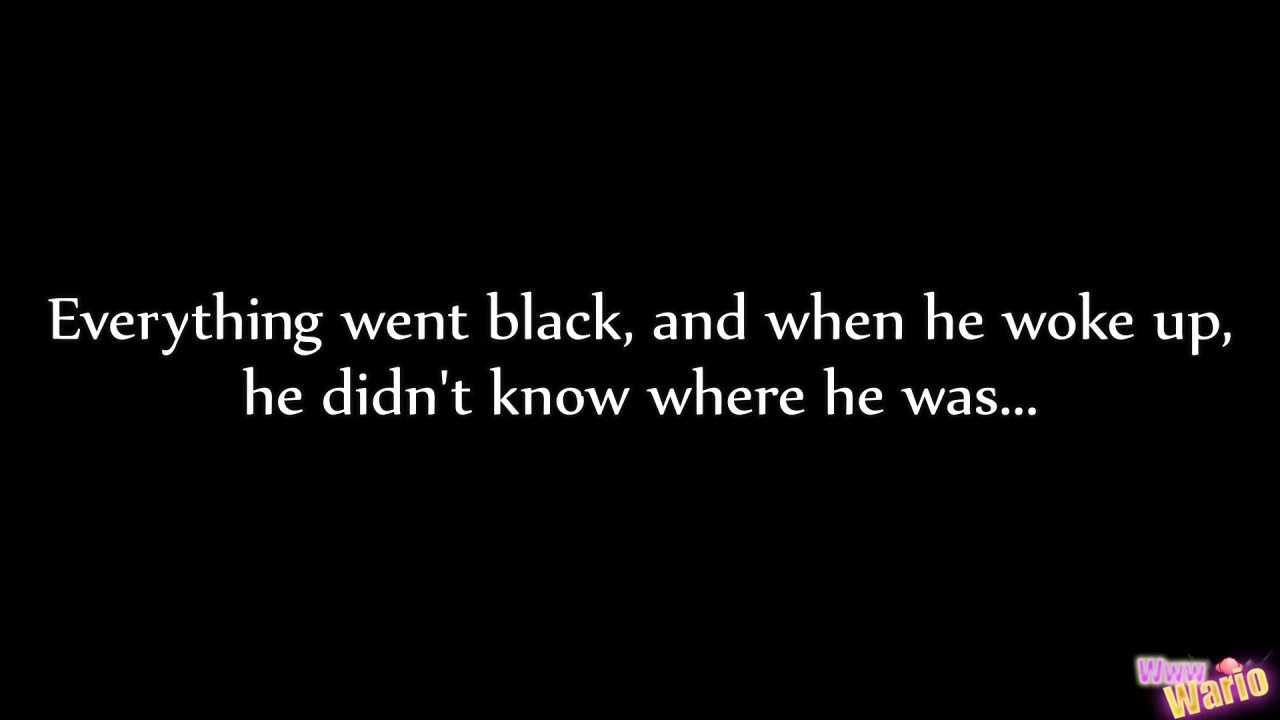 Everything went black, and when he woke up,
he didn't know where he was...
Www
Wario